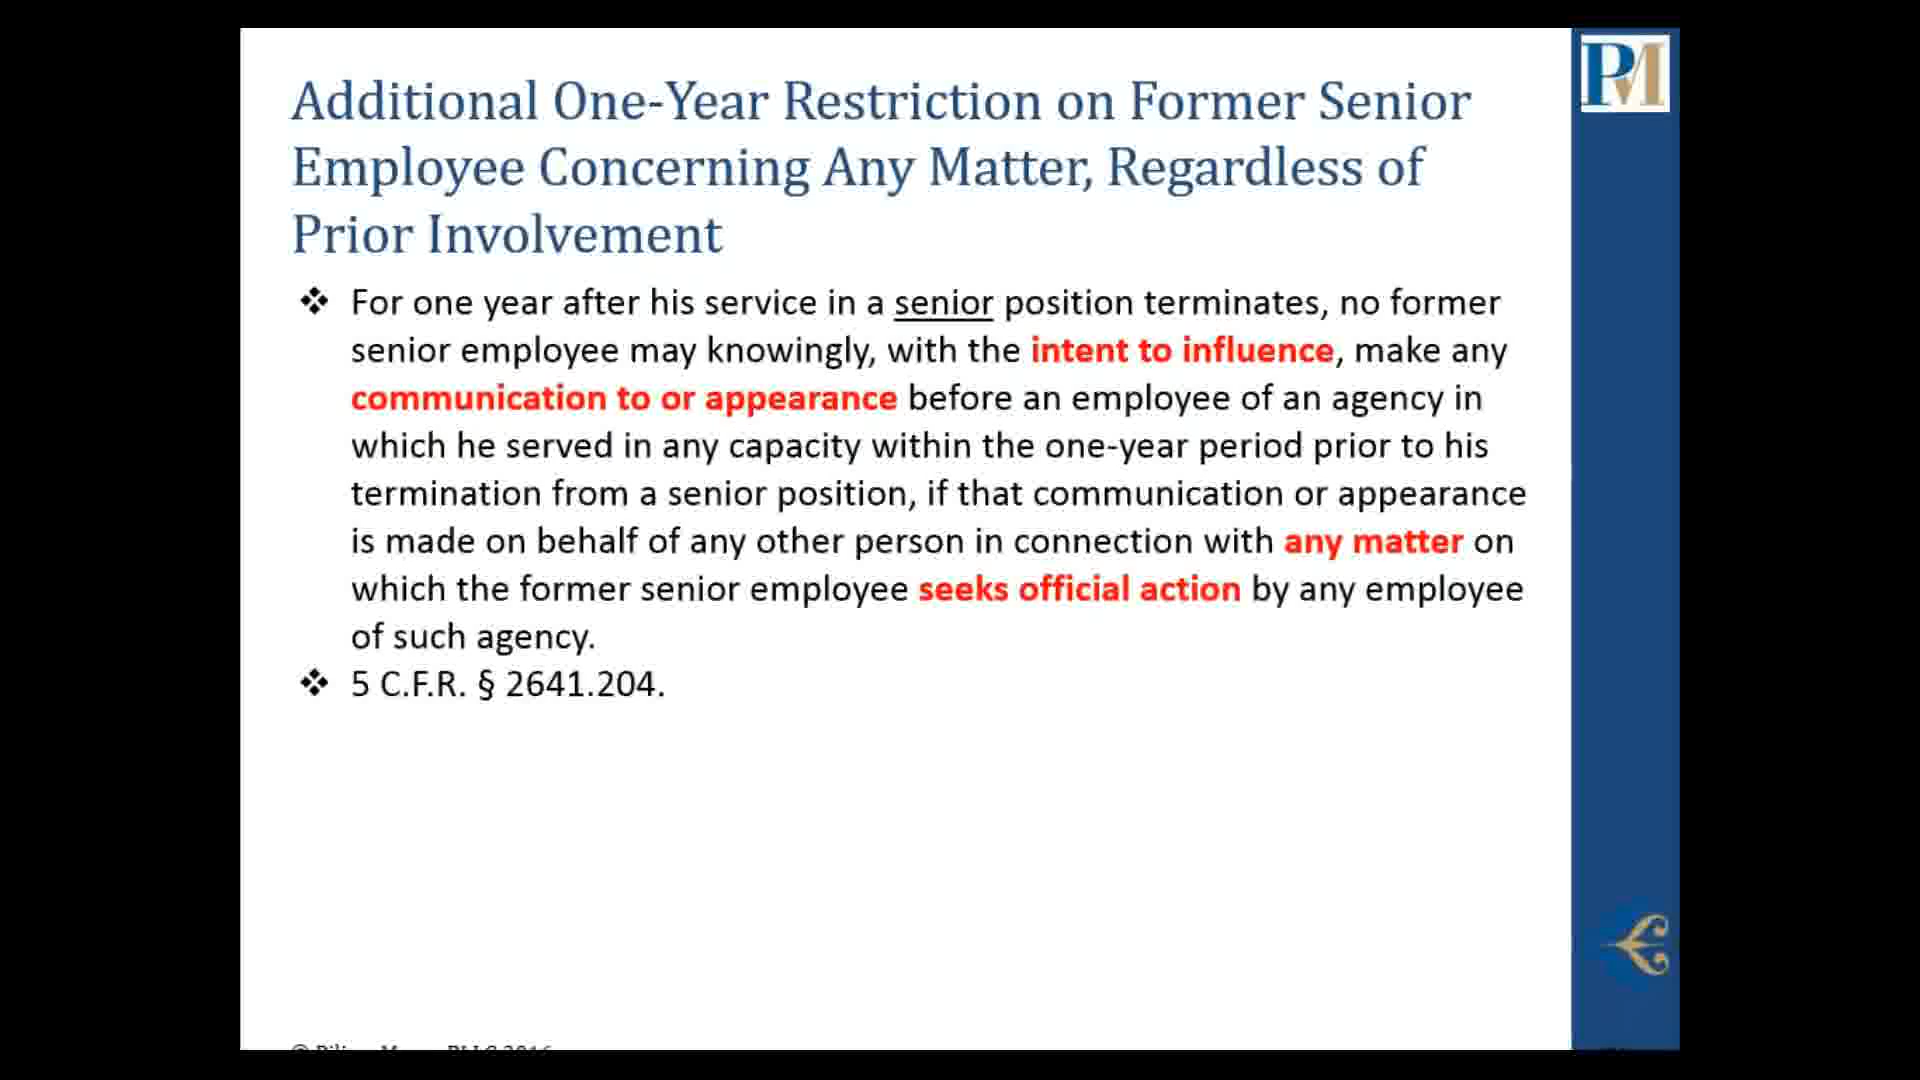 PM
Additional One-Year Restriction on Former Senior
Employee Concerning Any Matter, Regardless of
Prior Involvement
❖ For one year after his service in a senior position terminates, no former
senior employee may knowingly, with the intent to influence, make any
communication to or appearance before an employee of an agency in
which he served in any capacity within the one-year period prior to his
termination from a senior position, if that communication or appearance
is made on behalf of any other person in connection with any matter on
which the former senior employee seeks official action by any employee
of such agency.
❖ 5 C.F.R. § 2641.204.